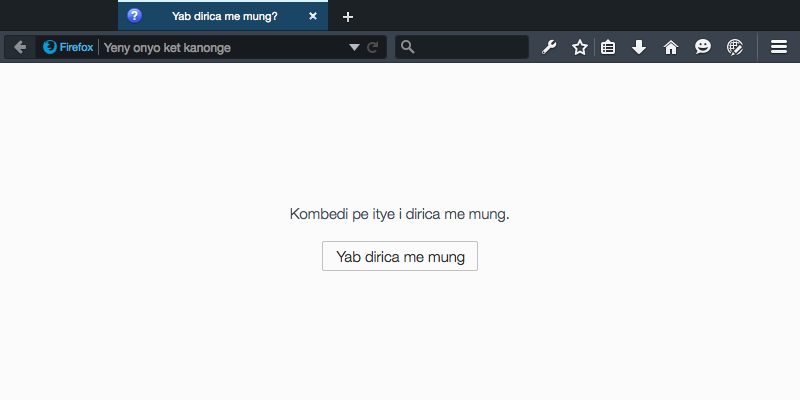 Yab dirica me mung?
Firefox
Yeny onyo ket kanonge
Kombedi pe itye i dirica me mung.
Yab dirica me mung